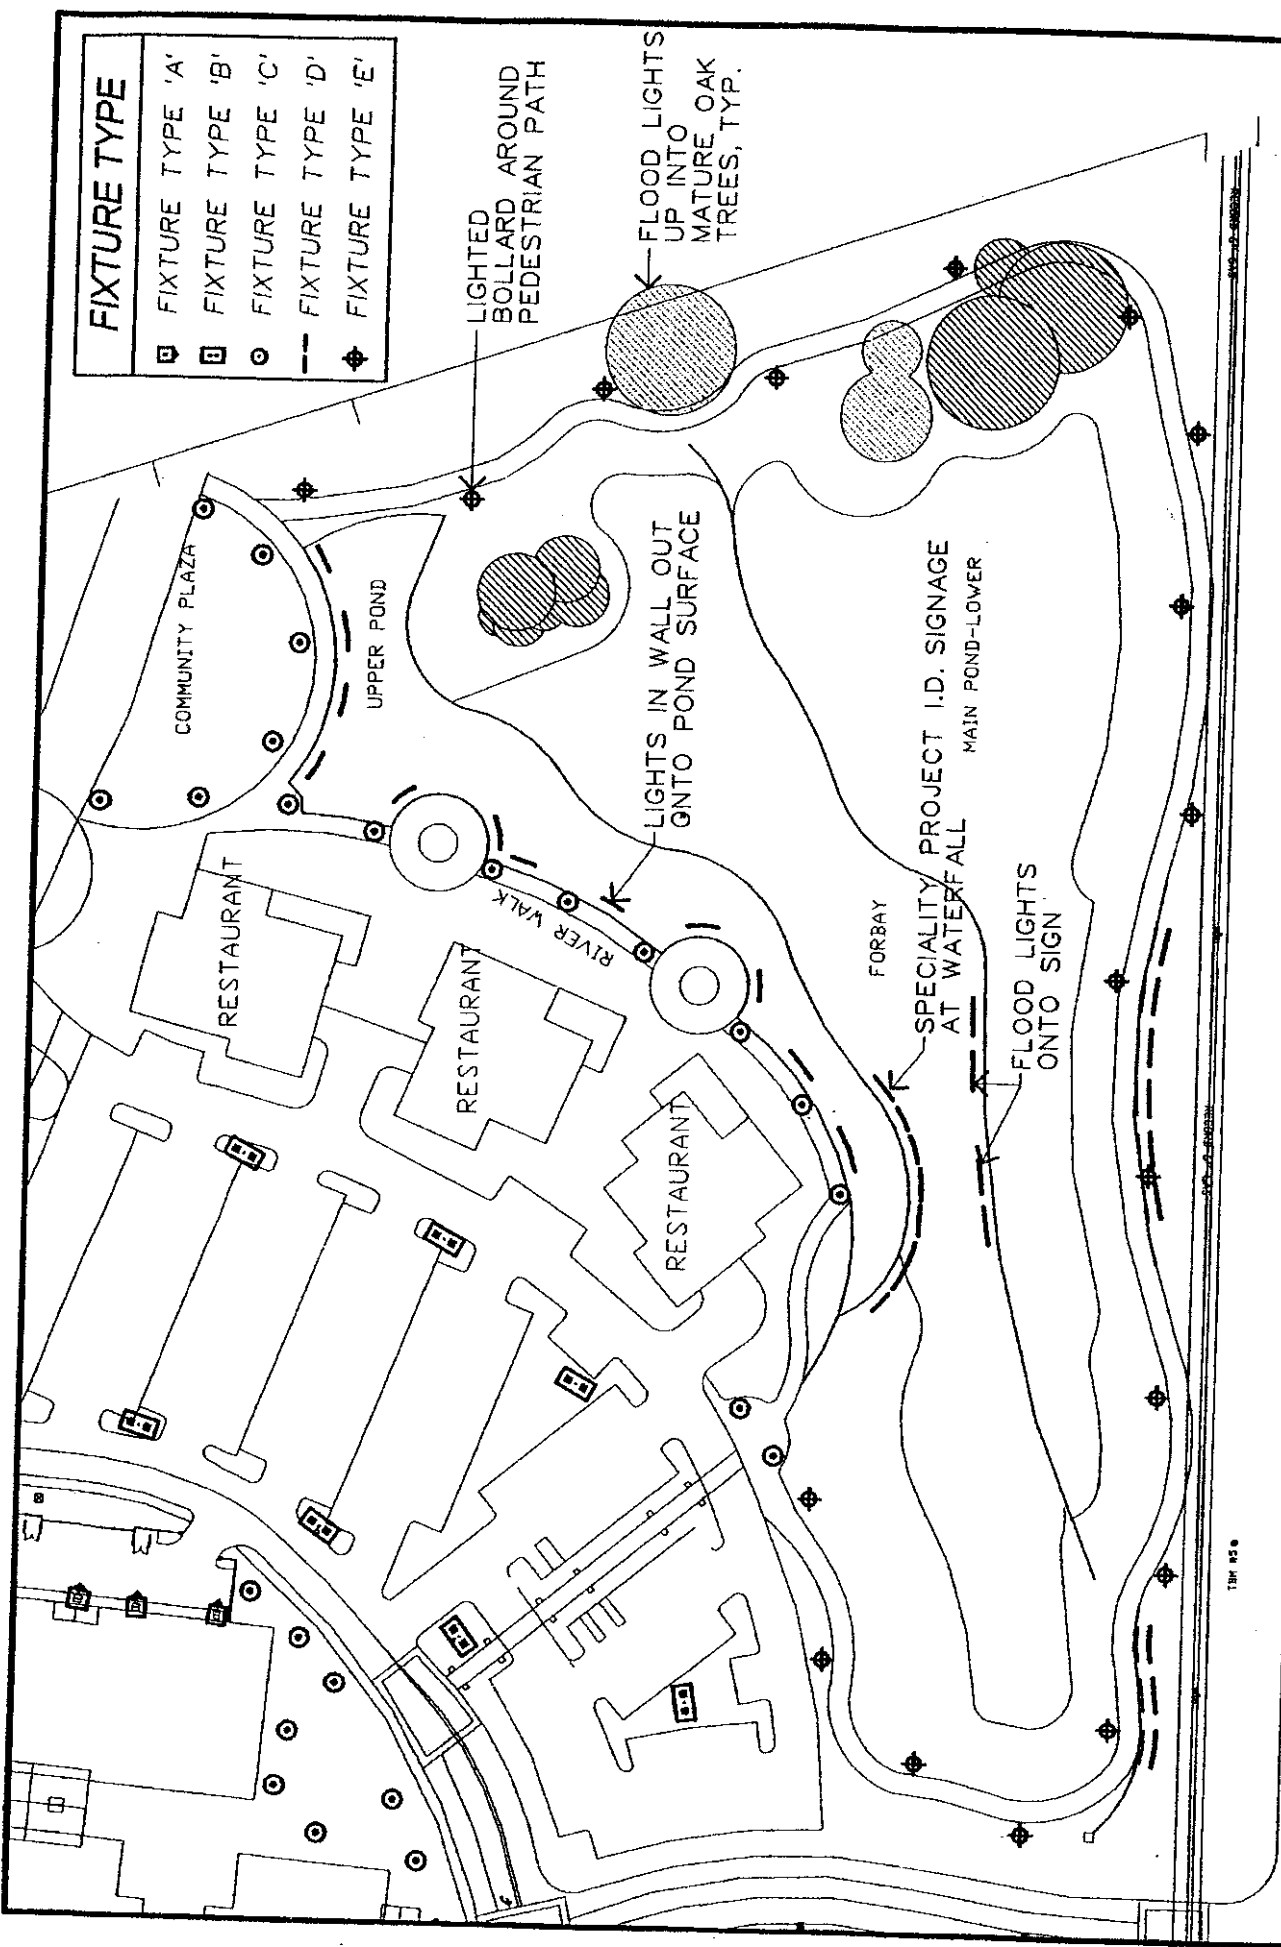 FIXTURE TYPE
FIXTURE TYPE 'A'
FIXTURE TYPE 'B'
FIXTURE TYPE 'C'
FIXTURE TYPE 'D'
FIXTURE TYPE 'E'
LIGHTED
BOLLARD AROUND
PEDESTRIAN PATH
FLOOD LIGHTS
UP INTO
MATURE OAK
TREES, TYP.
COMMUNITY PLAZA
UPPER POND
LIGHTS IN WALL OUT
ONTO POND SURFACE
RESTAURANT
RIVER WALK
RESTAURANT
RESTAURANT
FORBAY
SPECIALITY PROJECT I.D. SIGNAGE
AT WATERFALL
MAIN POND-LOWER
FLOOD LIGHTS
ONTO SIGN